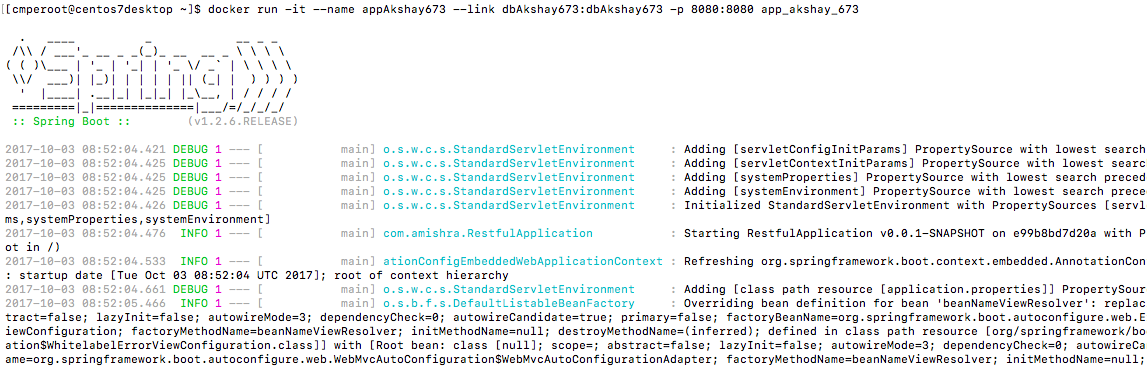 [[cmperoot@centos7desktop ~]$ docker run -it --name appAkshay673 --link dbAkshay673:dbAkshay673 -p 8080:8080 app_akshay_673
  .   ____          _            __ _ _
 /\\ / ___'_ __ _ _(_)_ __  __ _ \ \ \ \
( ( )\___ | '_ | '_| | '_ \/ _` | \ \ \ \
 \\/  ___)| |_)| | | | | || (_| |  ) ) ) )
  '  |____| .__|_| |_|_| |_\__, | / / / /
 =========|_|==============|___/=/_/_/_/
 :: Spring Boot ::        (v1.2.6.RELEASE)
2017-10-03 08:52:04.421 DEBUG 1 --- [           main] o.s.w.c.s.StandardServletEnvironment     : Adding [servletConfigInitParams] PropertySource with lowest search
2017-10-03 08:52:04.425 DEBUG 1 --- [           main] o.s.w.c.s.StandardServletEnvironment     : Adding [servletContextInitParams] PropertySource with lowest searc
2017-10-03 08:52:04.425 DEBUG 1 --- [           main] o.s.w.c.s.StandardServletEnvironment     : Adding [systemProperties] PropertySource with lowest search preced
2017-10-03 08:52:04.425 DEBUG 1 --- [           main] o.s.w.c.s.StandardServletEnvironment     : Adding [systemEnvironment] PropertySource with lowest search prece
2017-10-03 08:52:04.426 DEBUG 1 --- [           main] o.s.w.c.s.StandardServletEnvironment     : Initialized StandardServletEnvironment with PropertySources [servl
ms,systemProperties,systemEnvironment]
2017-10-03 08:52:04.476  INFO 1 --- [           main] com.amishra.RestfulApplication           : Starting RestfulApplication v0.0.1-SNAPSHOT on e99b8bd7d20a with P
ot in /)
2017-10-03 08:52:04.533  INFO 1 --- [           main] ationConfigEmbeddedWebApplicationContext : Refreshing org.springframework.boot.context.embedded.AnnotationCon
: startup date [Tue Oct 03 08:52:04 UTC 2017]; root of context hierarchy
2017-10-03 08:52:04.661 DEBUG 1 --- [           main] o.s.w.c.s.StandardServletEnvironment     : Adding [class path resource [application.properties]] PropertySour
2017-10-03 08:52:05.466  INFO 1 --- [           main] o.s.b.f.s.DefaultListableBeanFactory     : Overriding bean definition for bean 'beanNameViewResolver': replac
tract=false; lazyInit=false; autowireMode=3; dependencyCheck=0; autowireCandidate=true; primary=false; factoryBeanName=org.springframework.boot.autoconfigure.web.E
iewConfiguration; factoryMethodName=beanNameViewResolver; initMethodName=null; destroyMethodName=(inferred); defined in class path resource [org/springframework/bo
ation$WhitelabelErrorViewConfiguration.class]] with [Root bean: class [null]; scope=; abstract=false; lazyInit=false; autowireMode=3; dependencyCheck=0; autowireCa
ame=org.springframework.boot.autoconfigure.web.WebMvcAutoConfiguration$WebMvcAutoConfigurationAdapter; factoryMethodName=beanNameViewResolver; initMethodName=null;